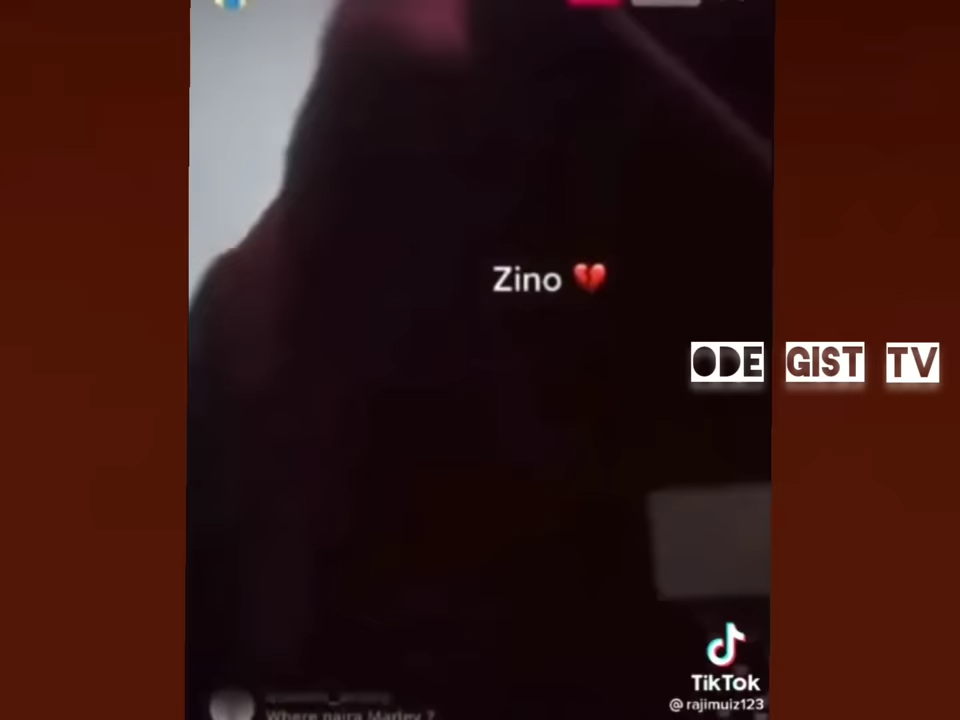 Zino 💔
ODE GIST TV
TikTok
@rajimuiz123
Where naira Marley ?